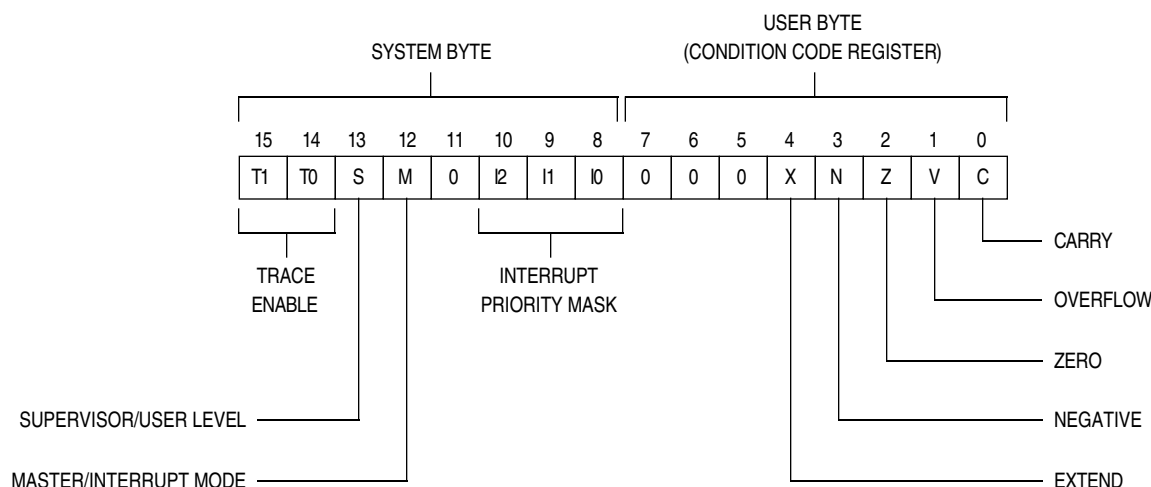 USER BYTE
SYSTEM BYTE (CONDITION CODE REGISTER)
15 14 13 12 11 10 9 8 7 6 5 4 3 2 1 0
T1 T0 S M 0 I2 I1 I0 0 0 0 X N Z V C
CARRY
TRACE INTERRUPT
ENABLE PRIORITY MASK OVERFLOW
ZERO
SUPERVISOR/USER LEVEL NEGATIVE
MASTER/INTERRUPT MODE EXTEND